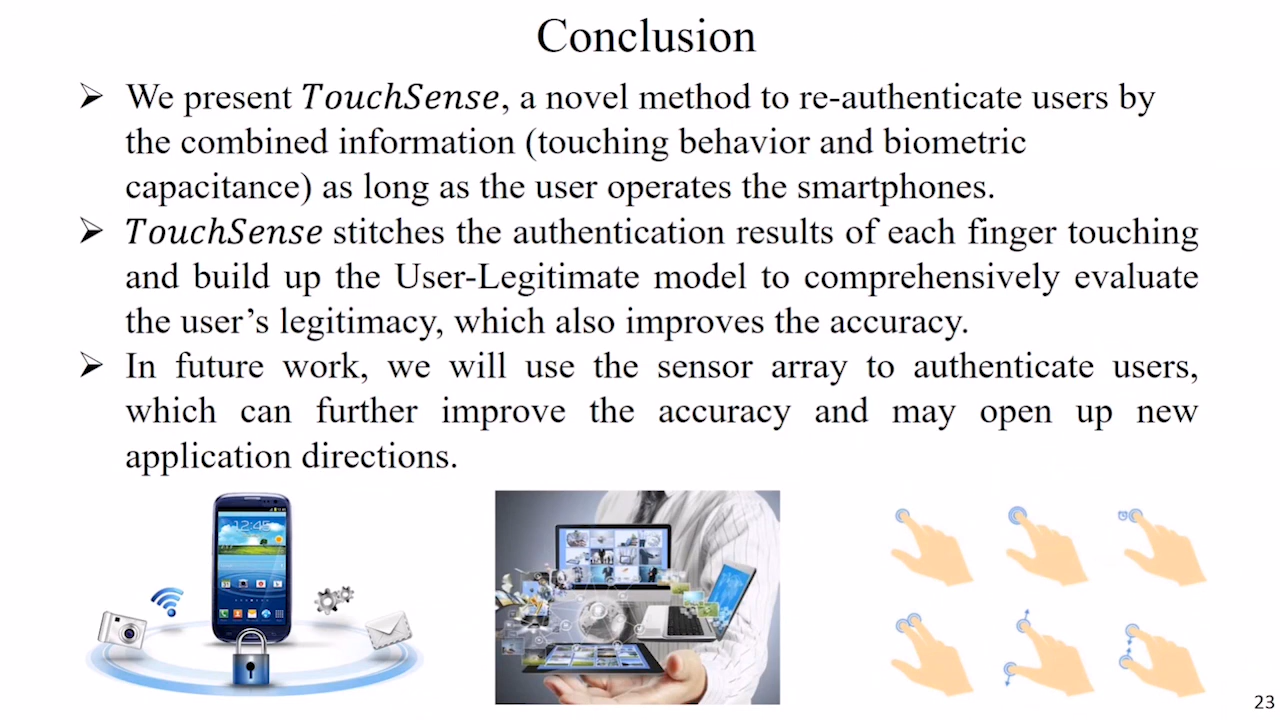 Conclusion
➢ We present TouchSense, a novel method to re-authenticate users by
the combined information (touching behavior and biometric
capacitance) as long as the user operates the smartphones.
➢ TouchSense stitches the authentication results of each finger touching
and build up the User-Legitimate model to comprehensively evaluate
the user’s legitimacy, which also improves the accuracy.
➢ In future work, we will use the sensor array to authenticate users,
which can further improve the accuracy and may open up new
application directions.
12:45
23